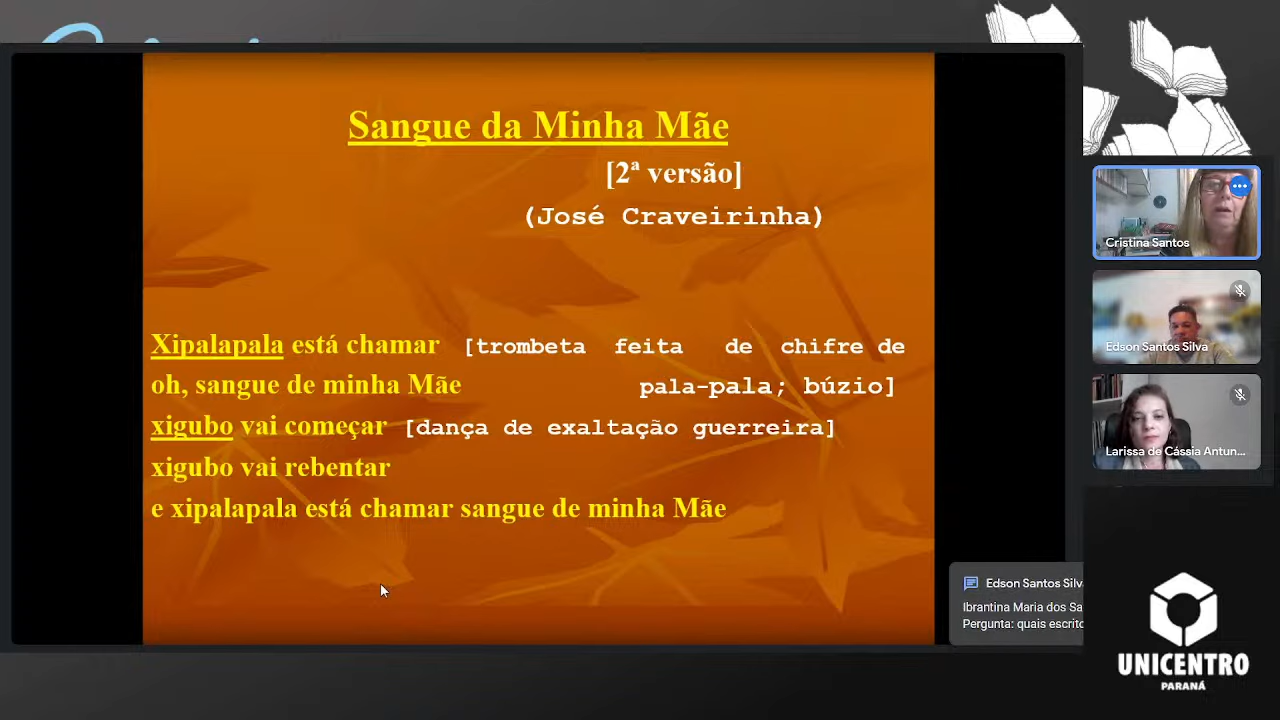 Sangue da Minha Mãe
[2ª versão]
(José Craveirinha)
Xipalapala está chamar [trombeta feita de chifre de
oh, sangue de minha Mãe pala-pala; búzio]
xigubo vai começar [dança de exaltação guerreira]
xigubo vai rebentar
e xipalapala está chamar sangue de minha Mãe
Cristina Santos
Edson Santos Silva
Larissa de Cássia Antun...
Edson Santos Silv
Ibrantina Maria dos Sa
Pergunta: quais escrito
UNICENTRO
PARANÁ